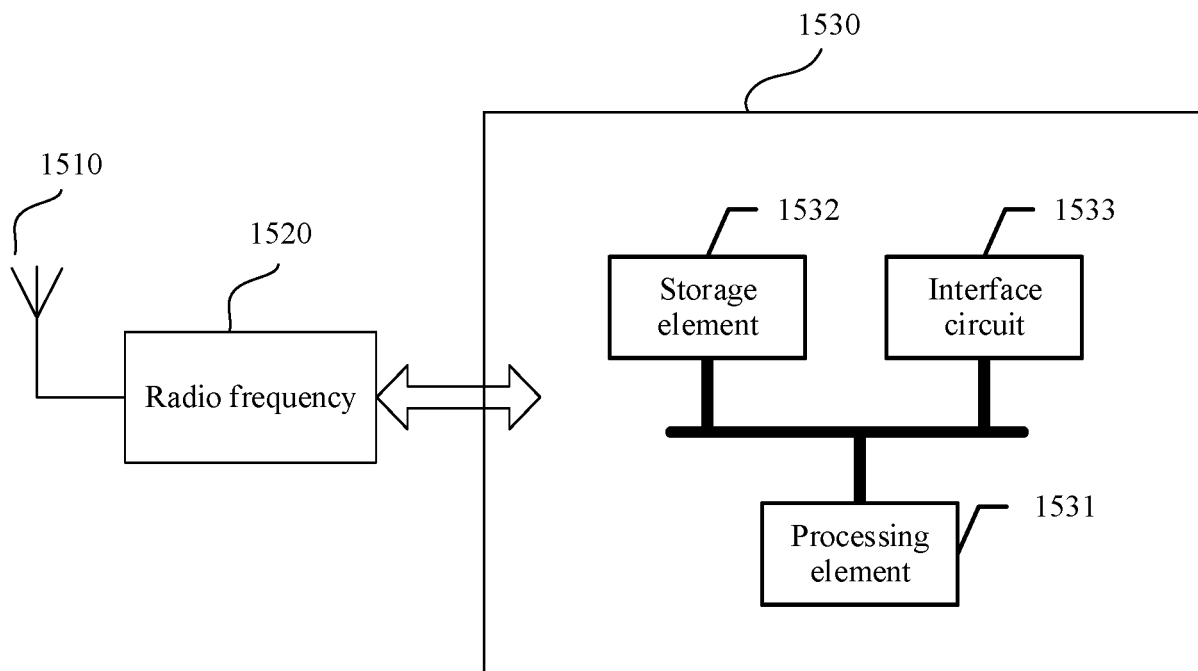 1530
1510
1520
1532
1533
Storage
element
Interface
circuit
Radio frequency
1531
Processing
element